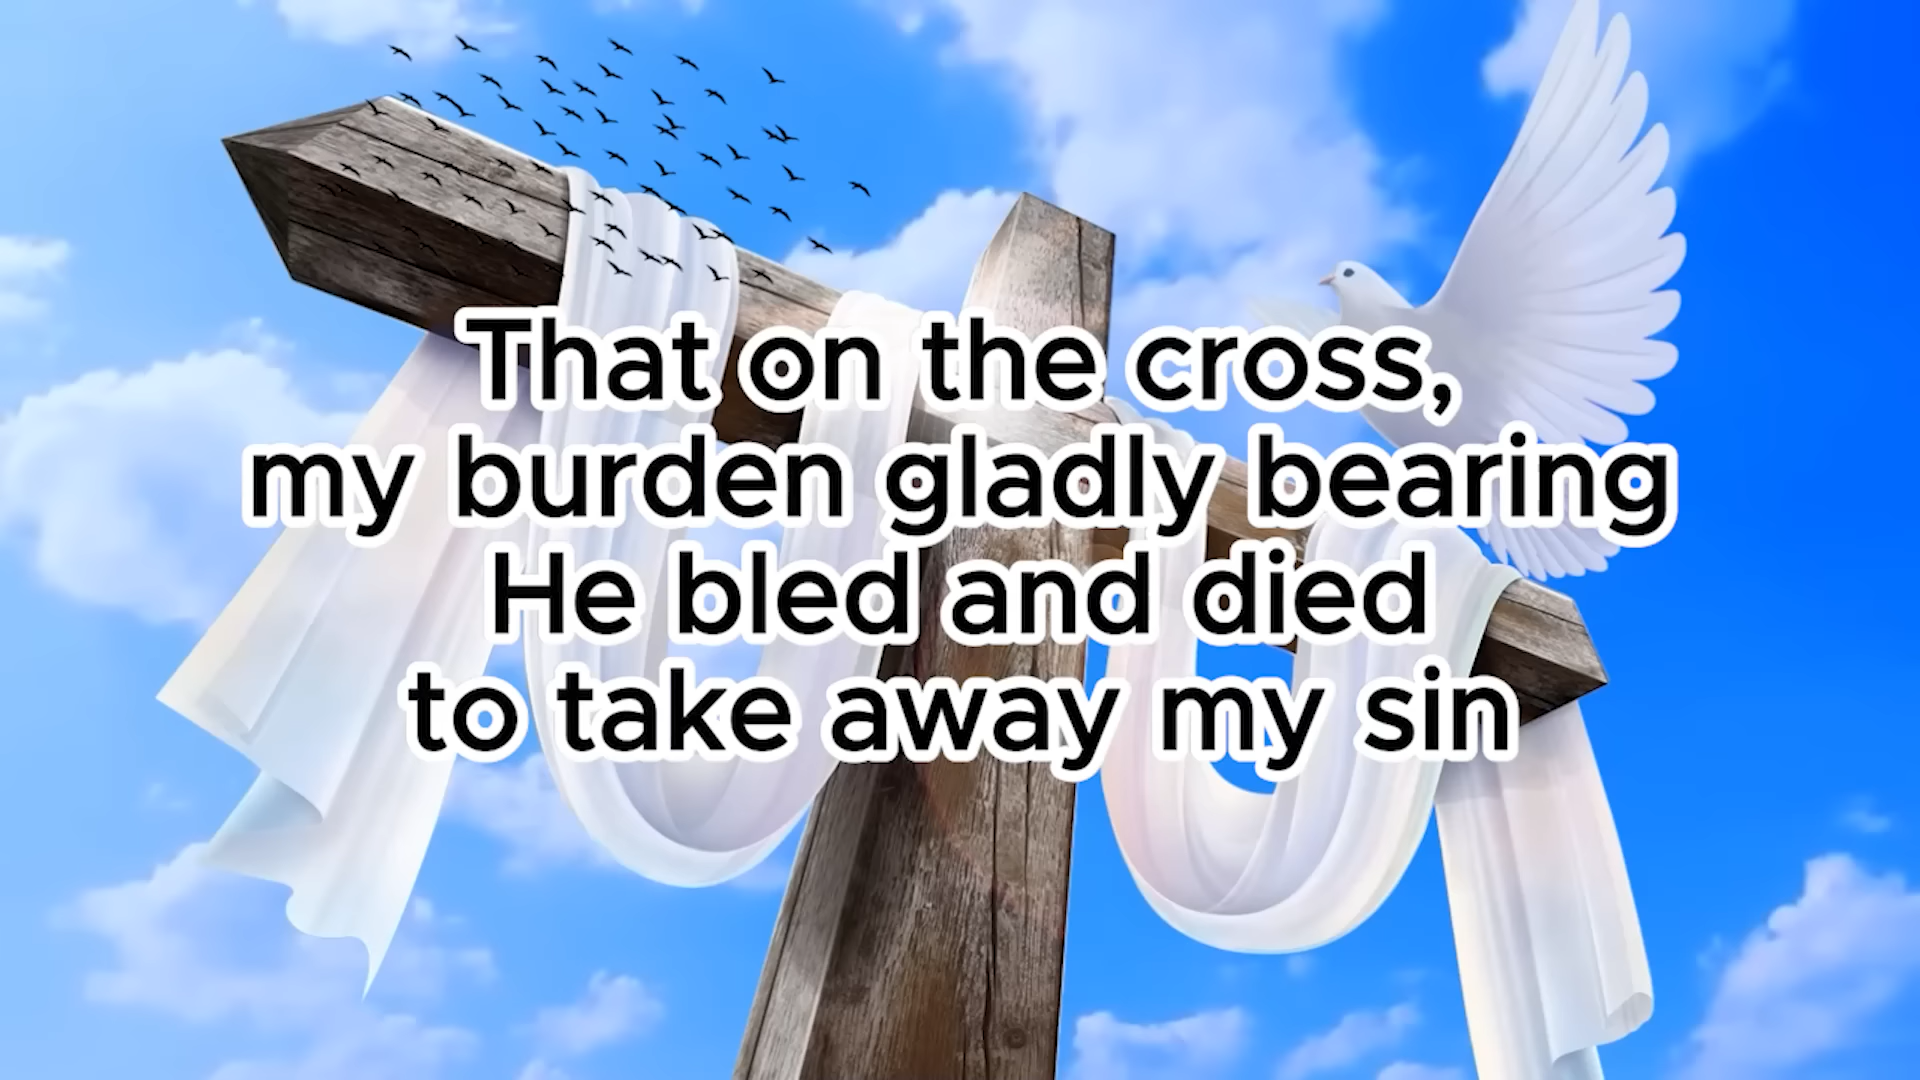 That on the cross,
my burden gladly bearing
He bled and died
to take away my sin